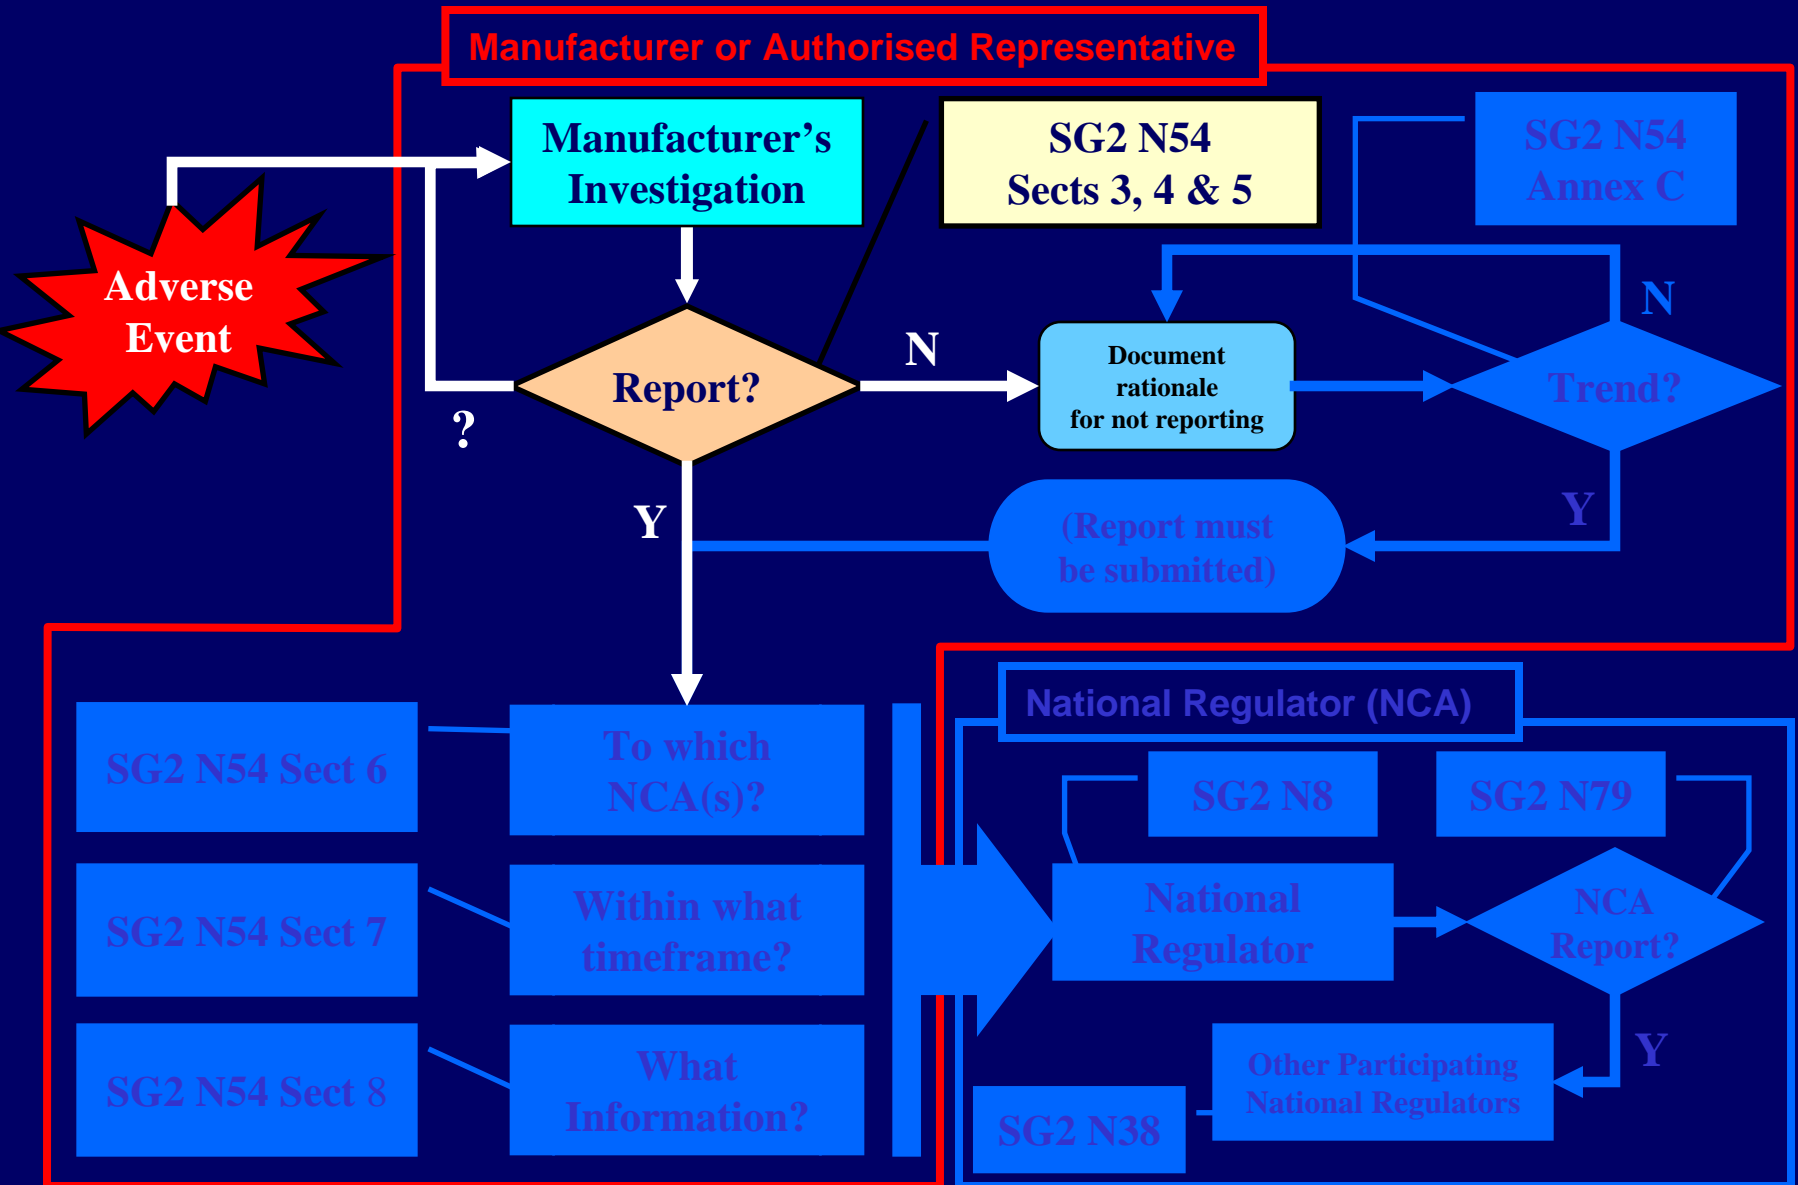 Manufacturer or Authorised Representative
Manufacturer’s
Investigation
SG2 N54
Sects 3, 4 & 5
SG2 N54
Annex C
Adverse
Event
Report?
?
N
Document
rationale
for not reporting
N
Trend?
Y
Y
(Report must
be submitted)
SG2 N54 Sect 6
To which
NCA(s)?
SG2 N54 Sect 7
Within what
timeframe?
SG2 N54 Sect 8
What
Information?
National Regulator (NCA)
SG2 N8
SG2 N79
National
Regulator
NCA
Report?
Y
Other Participating
National Regulators
SG2 N38